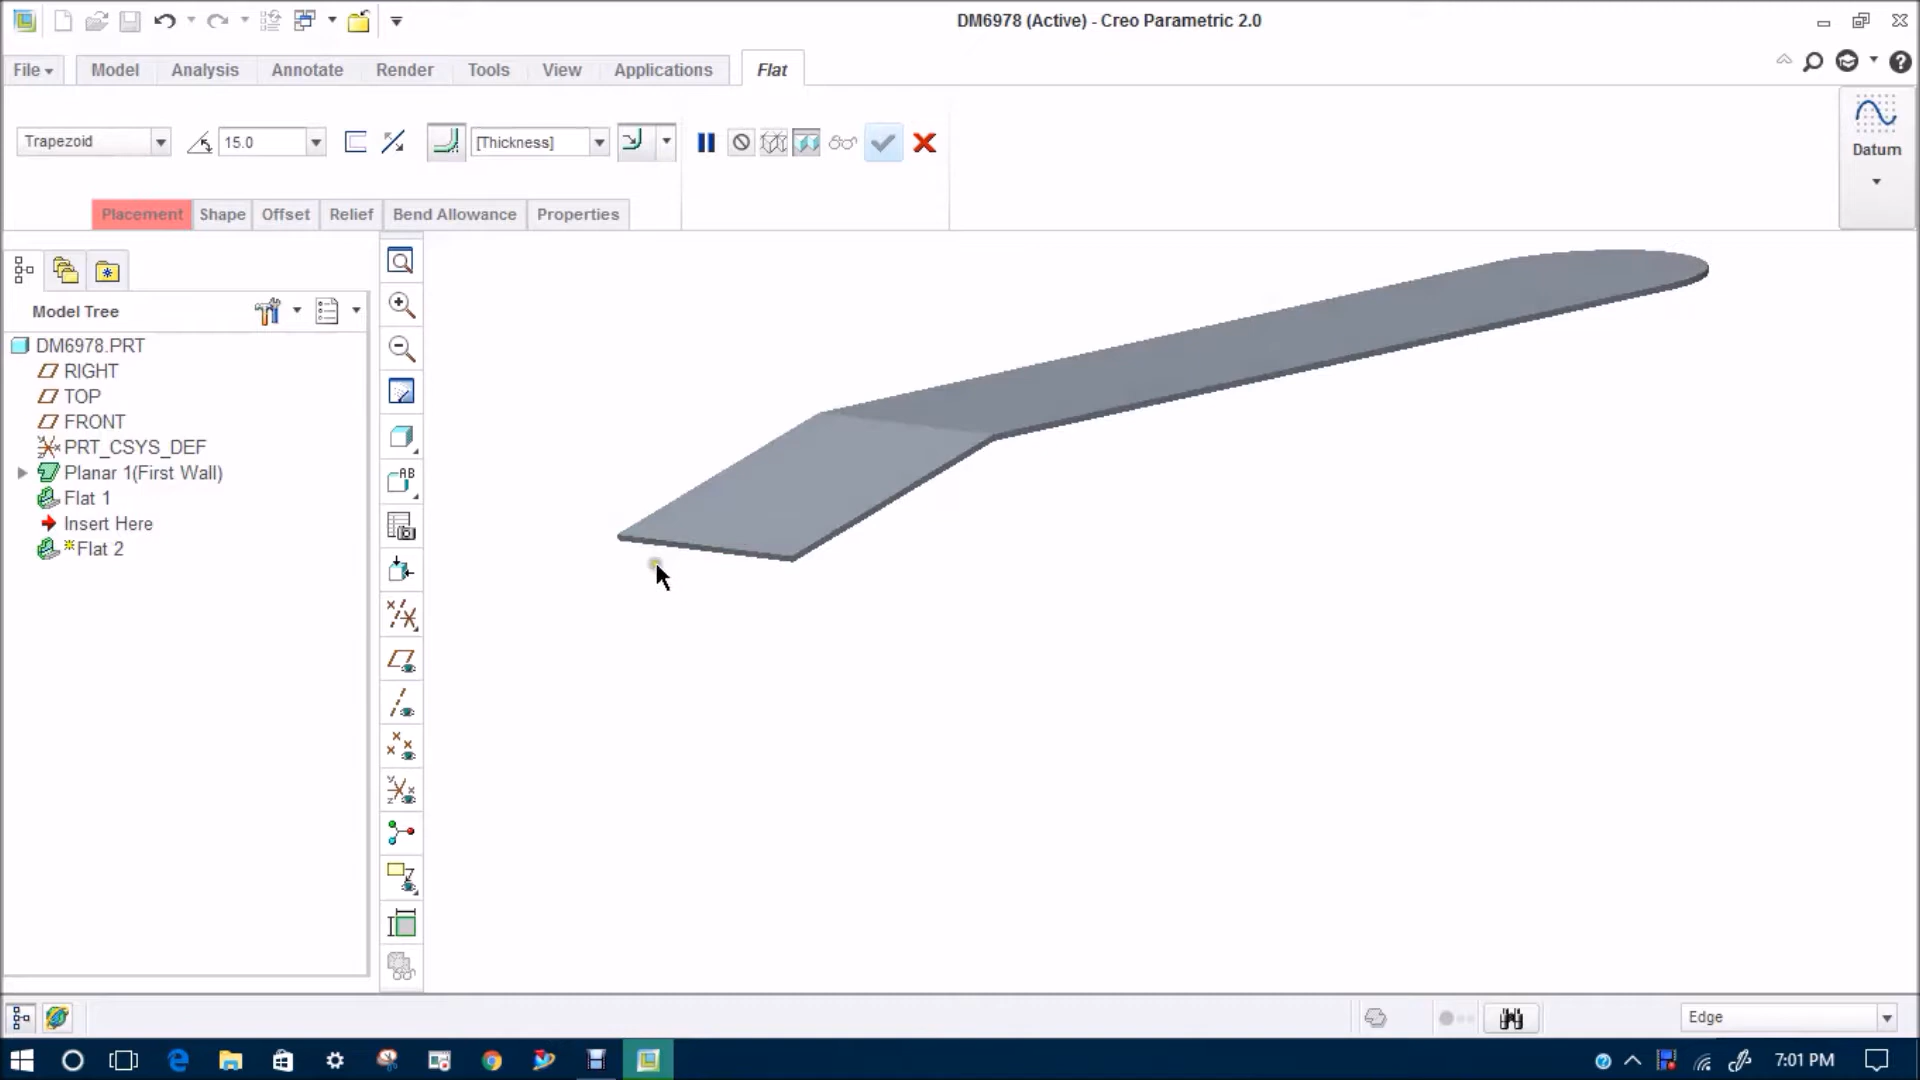 DM6978 (Active) - Creo Parametric 2.0
File Model Analysis Annotate Render Tools View Applications Flat
Trapezoid 15.0 [Thickness]
Datum
Placement Shape Offset Relief Bend Allowance Properties
Model Tree
DM6978.PRT
RIGHT
TOP
FRONT
PRT_CSYS_DEF
Planar 1(First Wall)
Flat 1
Insert Here
Flat 2
AB
Edge
7:01 PM